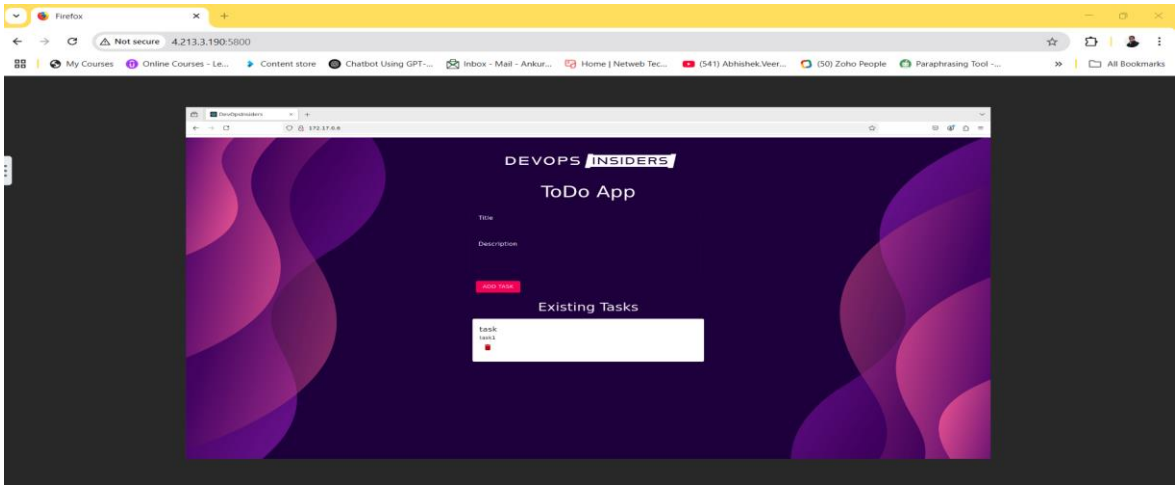 Firefox
Not secure 4.213.3.190:5800
My Courses Online Courses - Le... Content store Chatbot Using GPT-... Inbox - Mail - Ankur... Home | Netweb Tec... (541) Abhishek.Veer... (50) Zoho People Paraphrasing Tool -... » All Bookmarks
DevOpsInsiders
172.17.0.6
DEVOPS INSIDERS
ToDo App
Title
Description
ADD TASK
Existing Tasks
task
task1